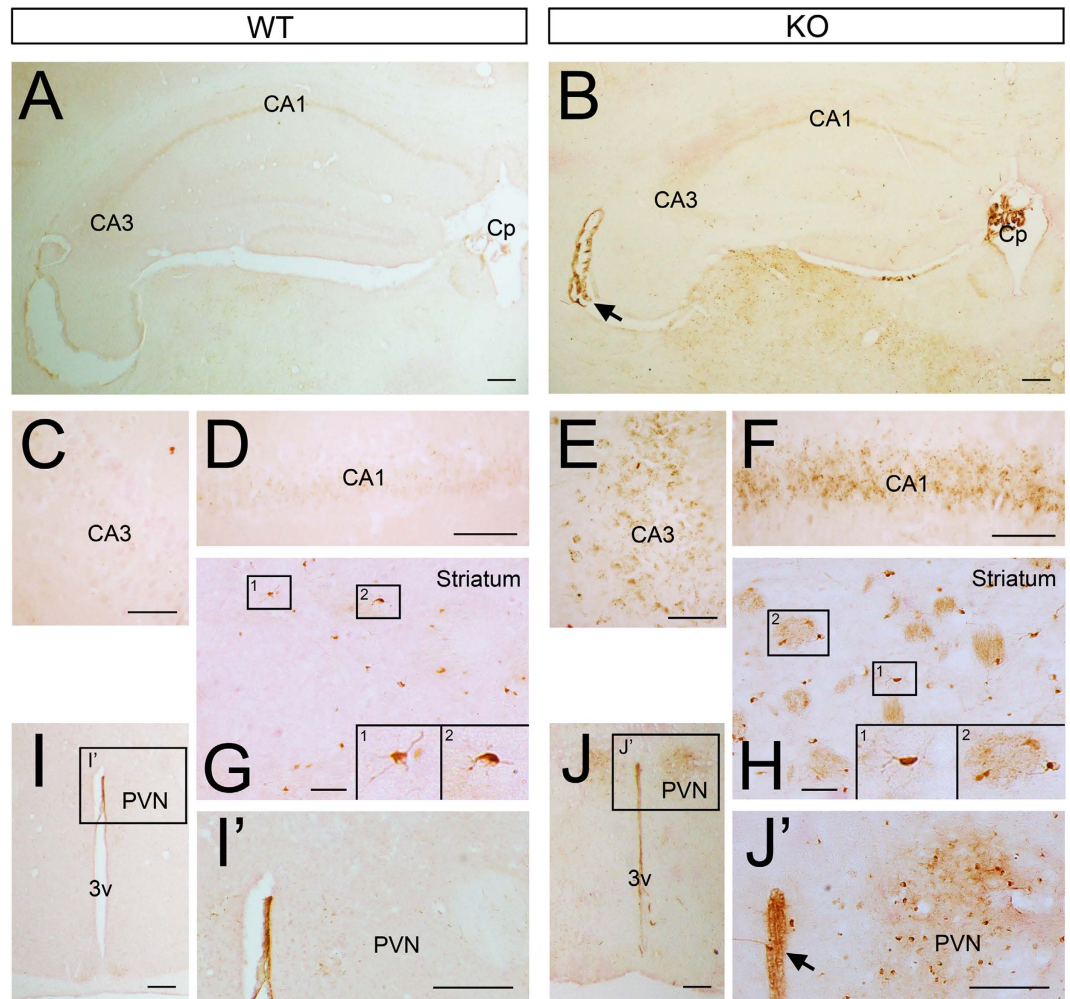 WT
KO
A
CA1
CA3
Cp
B
CA1
CA3
Cp
C
CA3
D
CA1
E
CA3
F
CA1
1
2
Striatum
1
2
G
Striatum
2
1
1
2
H
I
I’
PVN
3v
I’
PVN
J
J’
PVN
3v
J’
PVN